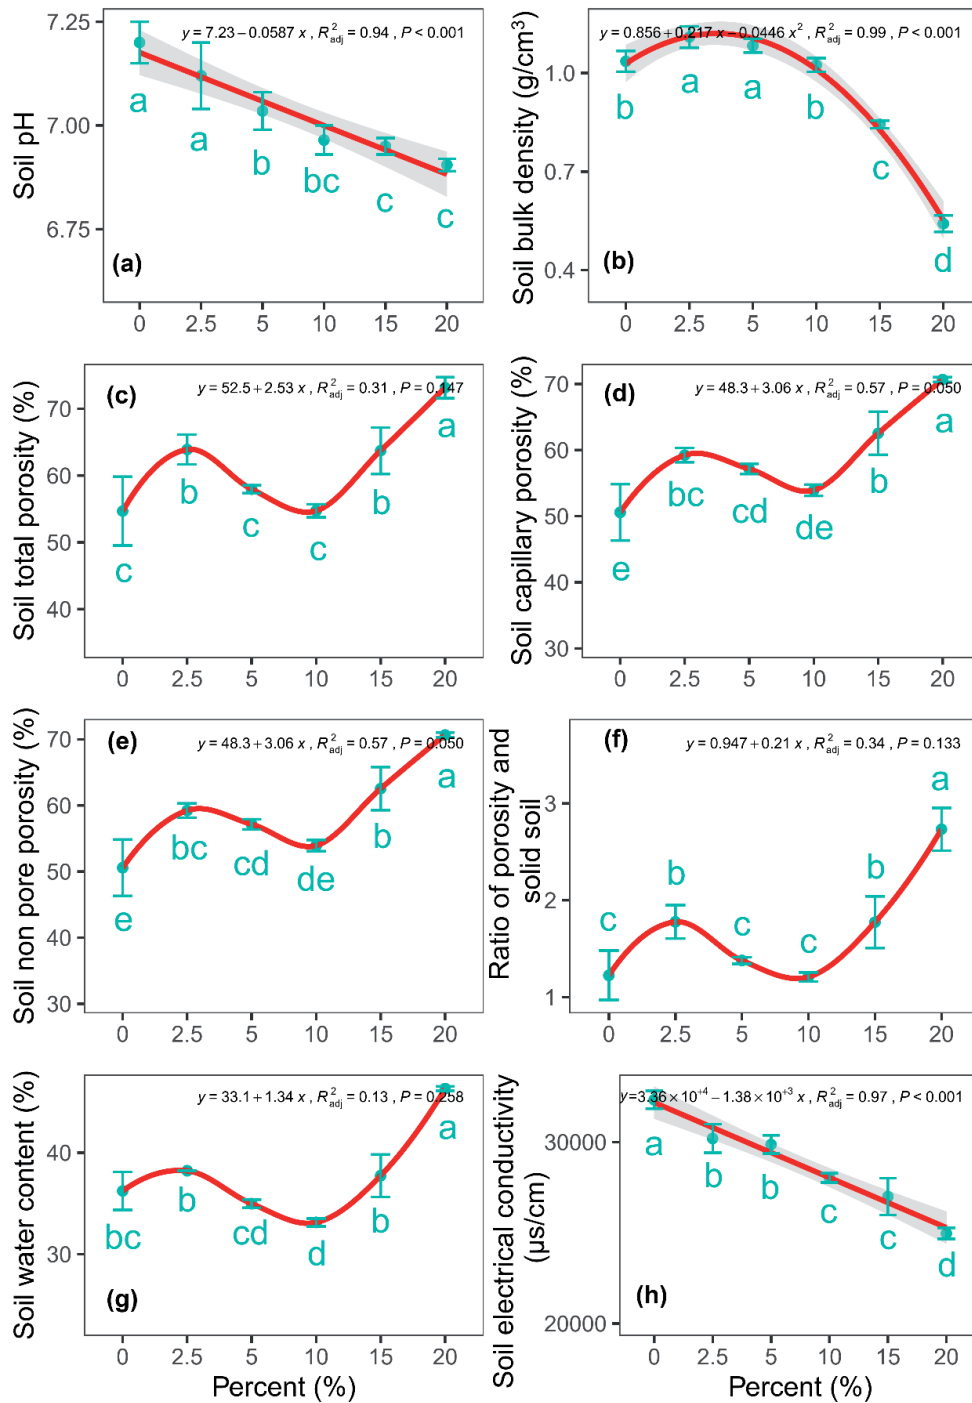 y = 7.23 − 0.0587 x , R²adj = 0.94 , P < 0.001
7.25
7.00
6.75
Soil pH
a
a
b
bc
c
c
(a)
0 2.5 5 10 15 20
y = 0.856 + 0.217 x − 0.0446 x² , R²adj = 0.99 , P < 0.001
1.0
0.7
0.4
Soil bulk density (g/cm³)
b
a
a
b
c
d
(b)
0 2.5 5 10 15 20
(c)
y = 52.5 + 2.53 x , R²adj = 0.31 , P = 0.147
70
60
50
40
Soil total porosity (%)
c
b
c
c
b
a
0 2.5 5 10 15 20
(d)
y = 48.3 + 3.06 x , R²adj = 0.57 , P = 0.050
70
60
50
40
30
Soil capillary porosity (%)
e
bc
cd
de
b
a
0 2.5 5 10 15 20
(e)
y = 48.3 + 3.06 x , R²adj = 0.57 , P = 0.050
70
60
50
40
30
Soil non pore porosity (%)
e
bc
cd
de
b
a
0 2.5 5 10 15 20
(f)
y = 0.947 + 0.21 x , R²adj = 0.34 , P = 0.133
3
2
1
Ratio of porosity and
solid soil
c
b
c
c
b
a
0 2.5 5 10 15 20
y = 33.1 + 1.34 x , R²adj = 0.13 , P = 0.258
40
30
Soil water content (%)
bc
b
cd
d
b
a
(g)
0 2.5 5 10 15 20
Percent (%)
y = 3.36 × 10⁺⁴ − 1.38 × 10⁺³ x , R²adj = 0.97 , P < 0.001
30000
20000
Soil electrical conductivity
(µs/cm)
a
b
b
c
c
d
(h)
0 2.5 5 10 15 20
Percent (%)